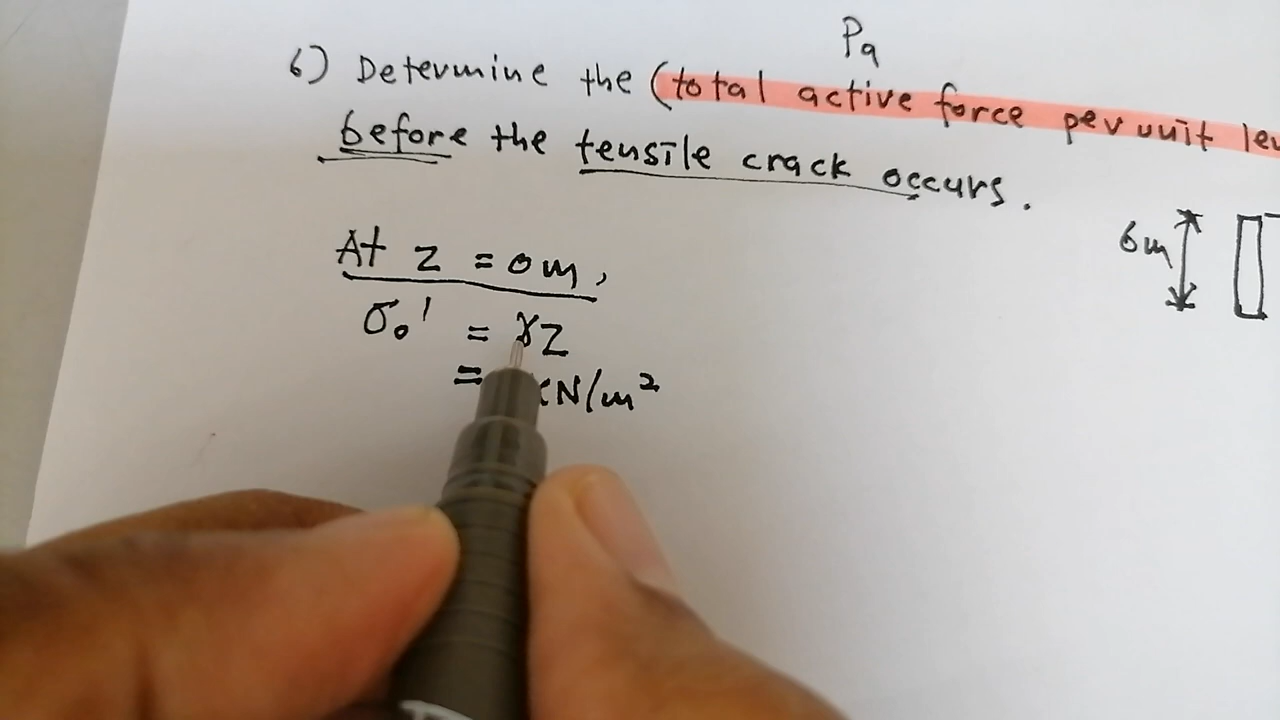 Pa
6) Determine the (total active force per unit
before the tensile crack occurs.
At z = 0m,
6m
σ₀' = γz
= kN/m²